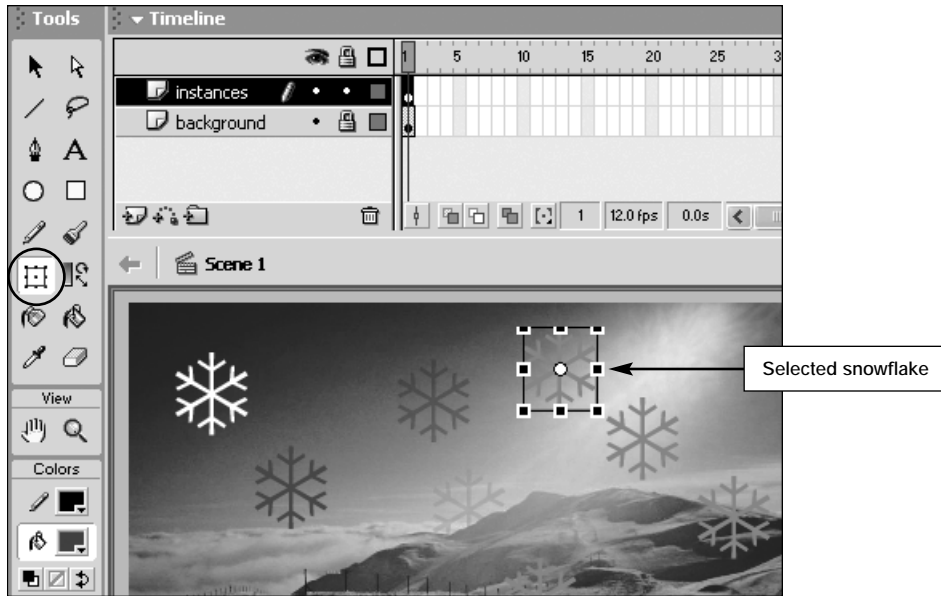 Tools
Timeline
1 5 10 15 20 25
instances
background
A
1 12.0 fps 0.0s
Scene 1
Selected snowflake
View
Colors